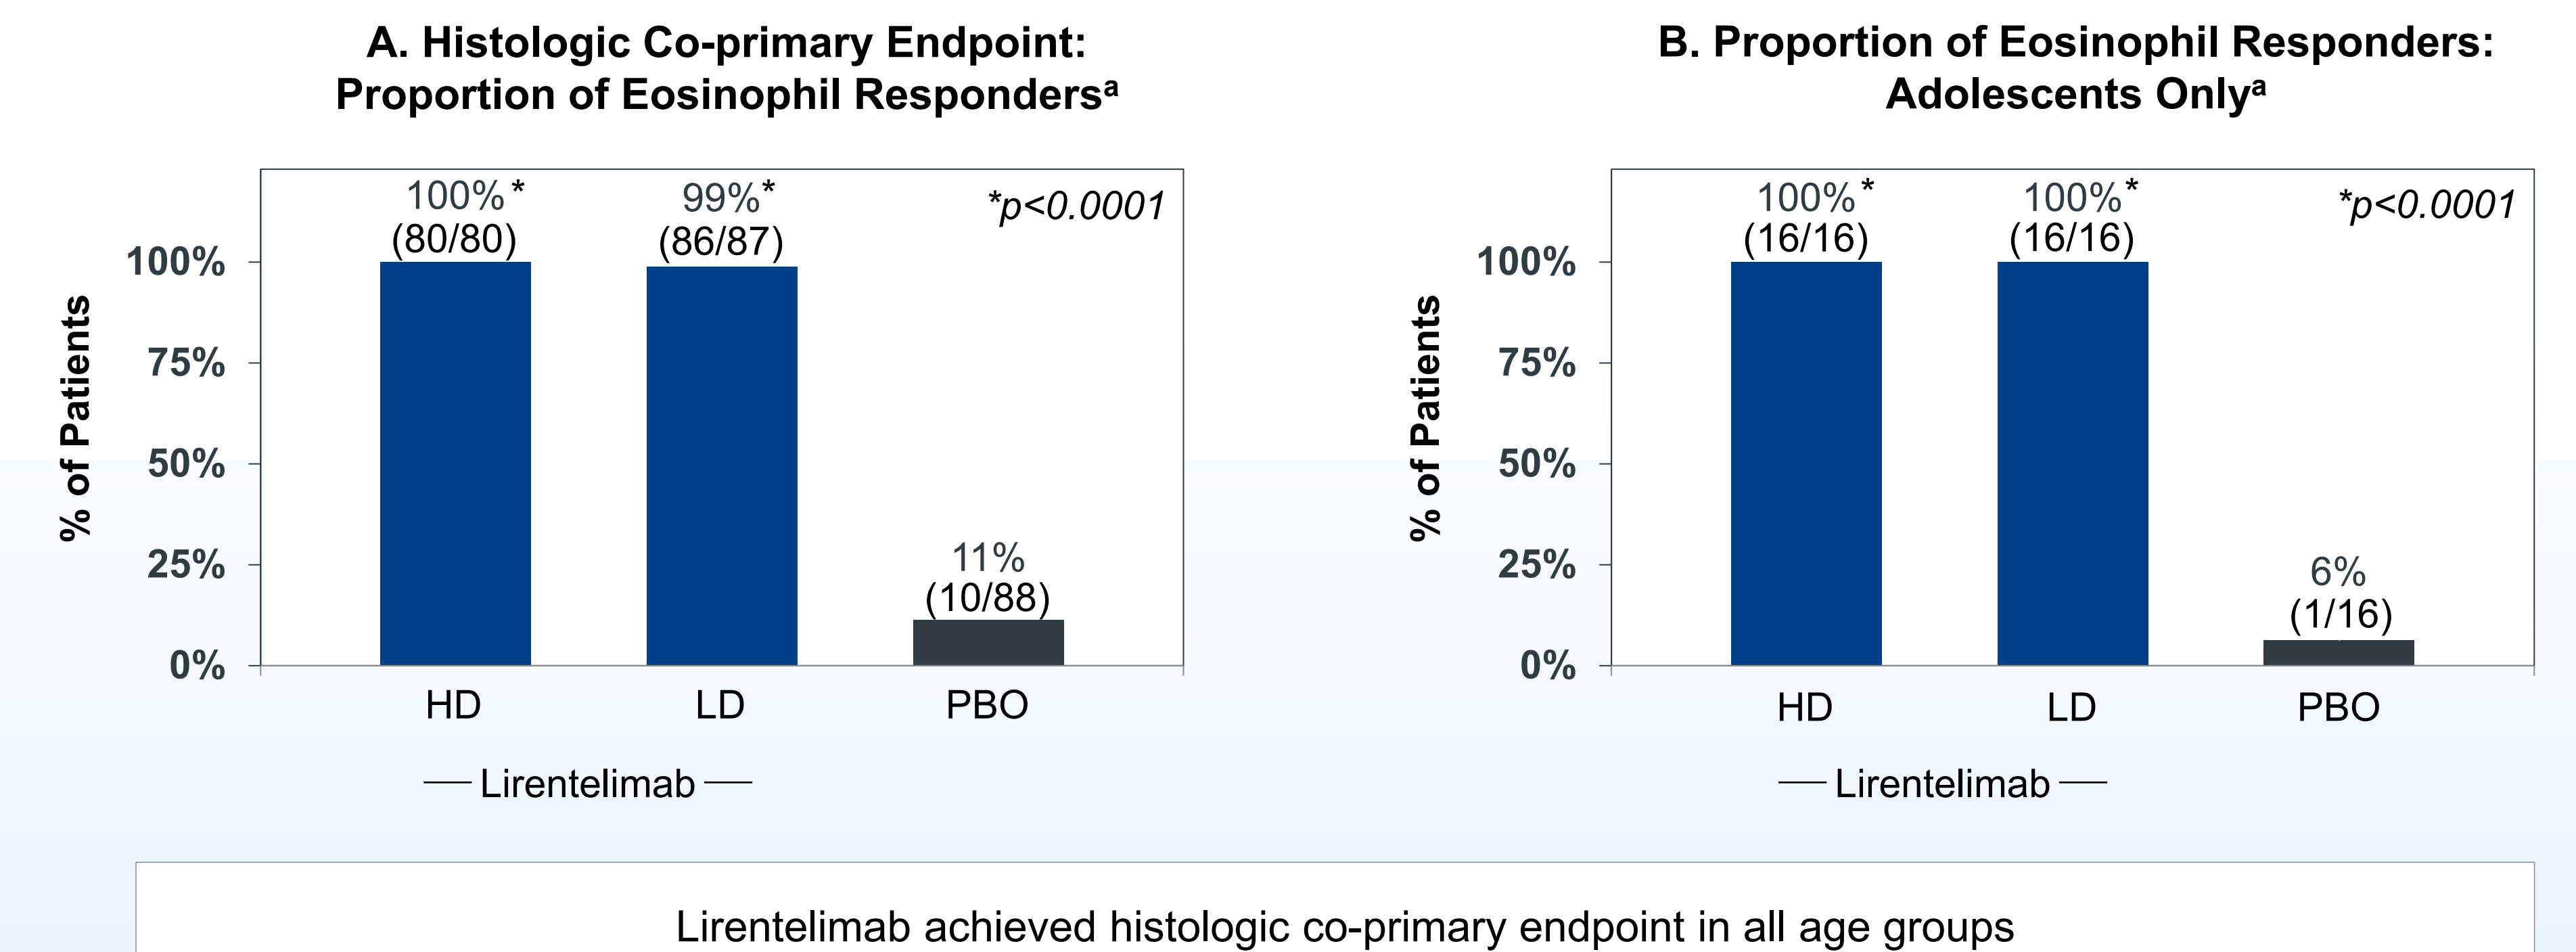 A. Histologic Co-primary Endpoint:
Proportion of Eosinophil Respondersᵃ
100%*
(80/80)
99%*
(86/87)
*p<0.0001
100%
75%
50%
25%
0%
% of Patients
11%
(10/88)
HD
LD
PBO
Lirentelimab
B. Proportion of Eosinophil Responders:
Adolescents Onlyᵃ
100%*
(16/16)
100%*
(16/16)
*p<0.0001
100%
75%
50%
25%
0%
% of Patients
6%
(1/16)
HD
LD
PBO
Lirentelimab
Lirentelimab achieved histologic co-primary endpoint in all age groups